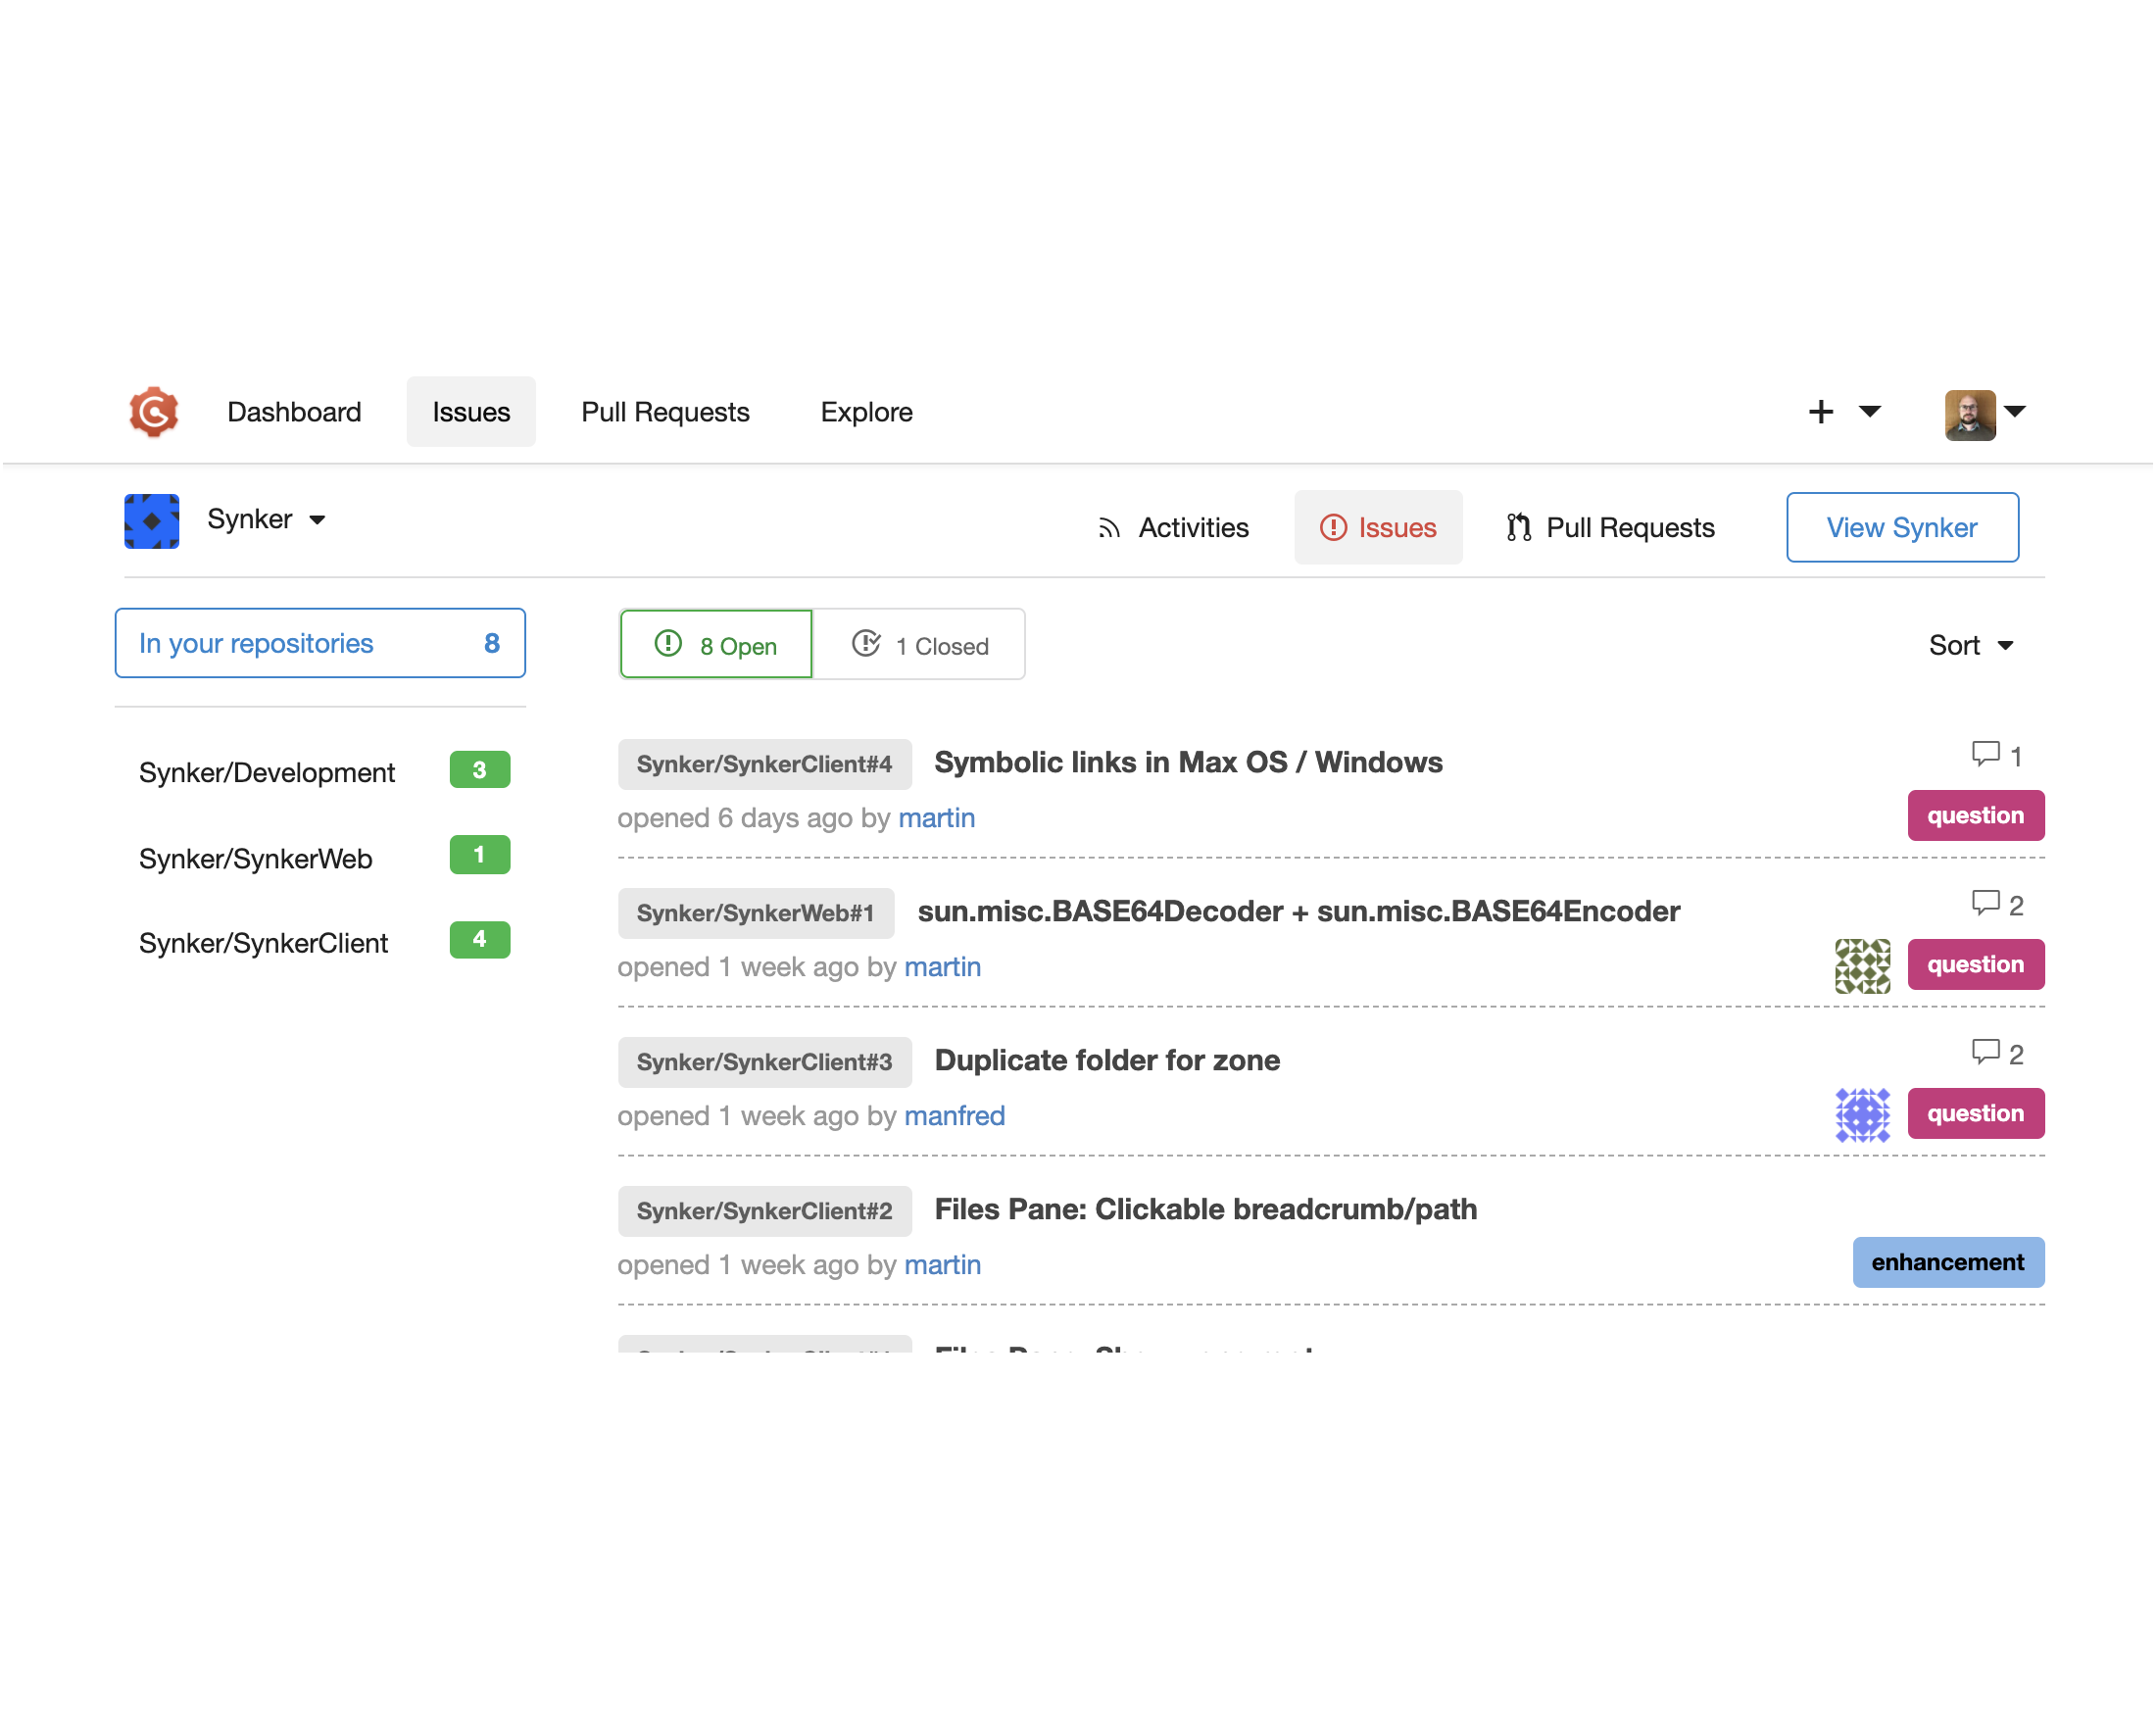 Dashboard Issues Pull Requests Explore
Synker Activities Issues Pull Requests View Synker
In your repositories 8
8 Open 1 Closed Sort
Synker/Development 3
Synker/SynkerWeb 1
Synker/SynkerClient 4
Synker/SynkerClient#4 Symbolic links in Max OS / Windows 1
opened 6 days ago by martin question
Synker/SynkerWeb#1 sun.misc.BASE64Decoder + sun.misc.BASE64Encoder 2
opened 1 week ago by martin question
Synker/SynkerClient#3 Duplicate folder for zone 2
opened 1 week ago by manfred question
Synker/SynkerClient#2 Files Pane: Clickable breadcrumb/path
opened 1 week ago by martin enhancement